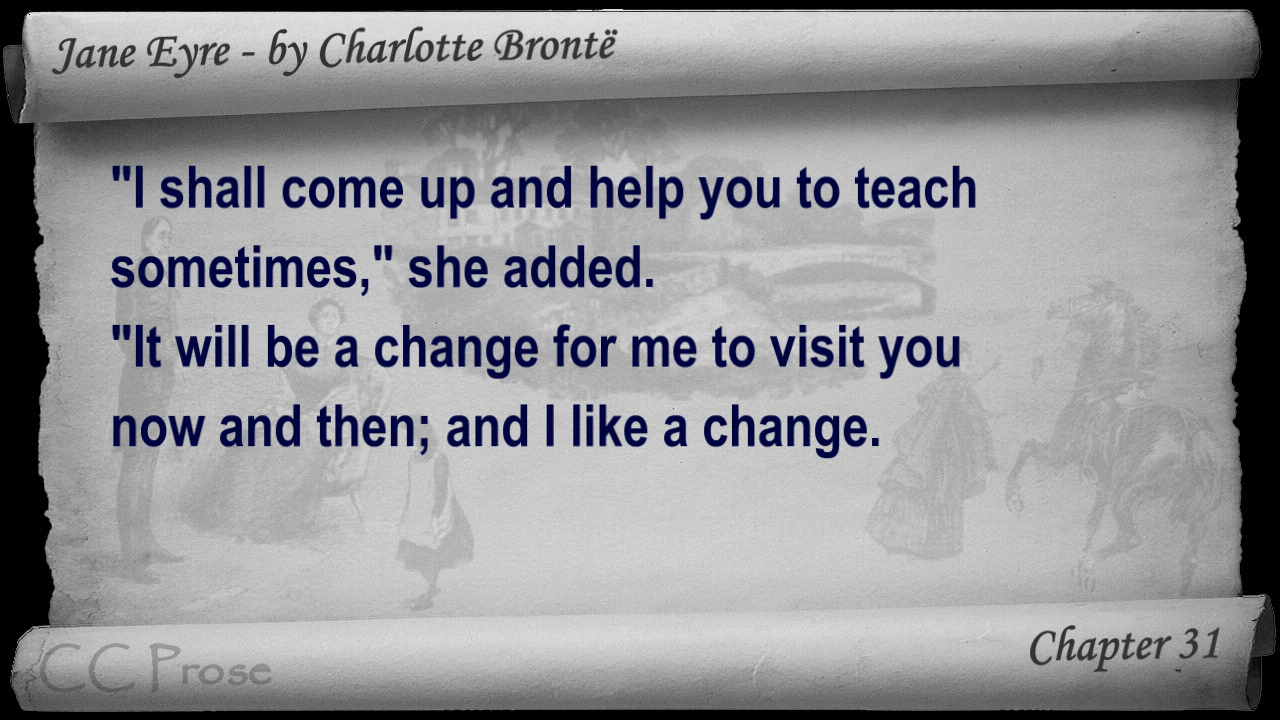 Jane Eyre - by Charlotte Brontë
"I shall come up and help you to teach
sometimes," she added.
"It will be a change for me to visit you
now and then; and I like a change.
Chapter 31
CC Prose